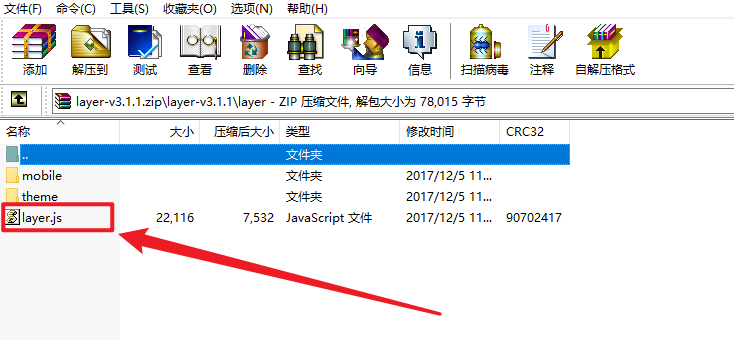 文件(F) 命令(C) 工具(S) 收藏夹(O) 选项(N) 帮助(H)
添加 解压到 测试 查看 删除 查找 向导 信息 扫描病毒 注释 自解压格式
layer-v3.1.1.zip\layer-v3.1.1\layer - ZIP 压缩文件, 解包大小为 78,015 字节
名称 大小 压缩后大小 类型 修改时间 CRC32
.. 文件夹
mobile 文件夹 2017/12/5 11...
theme 文件夹 2017/12/5 11...
layer.js 22,116 7,532 JavaScript 文件 2017/12/5 11... 90702417